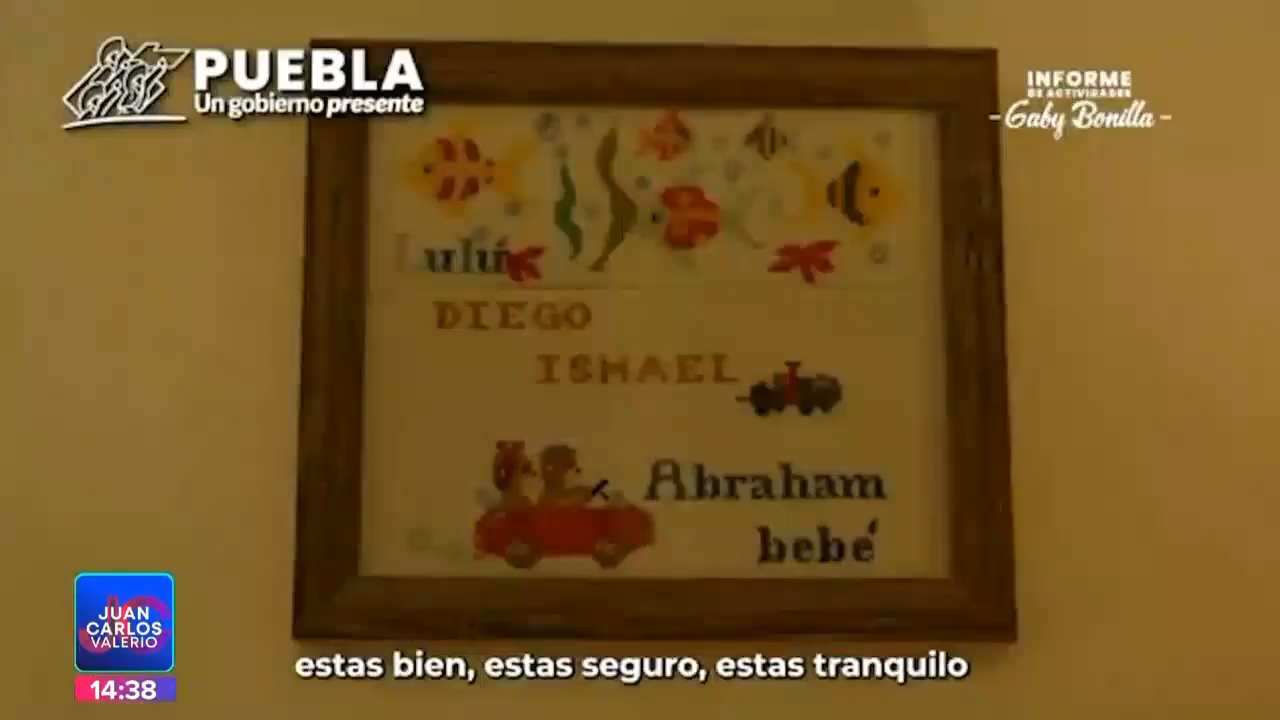 PUEBLA
Un gobierno presente
INFORME
DE ACTIVIDADES
Gaby Bonilla
Lulú
DIEGO
ISMAEL
Abraham
bebé
JUAN
CARLOS
VALERIO
14:38
estas bien, estas seguro, estas tranquilo